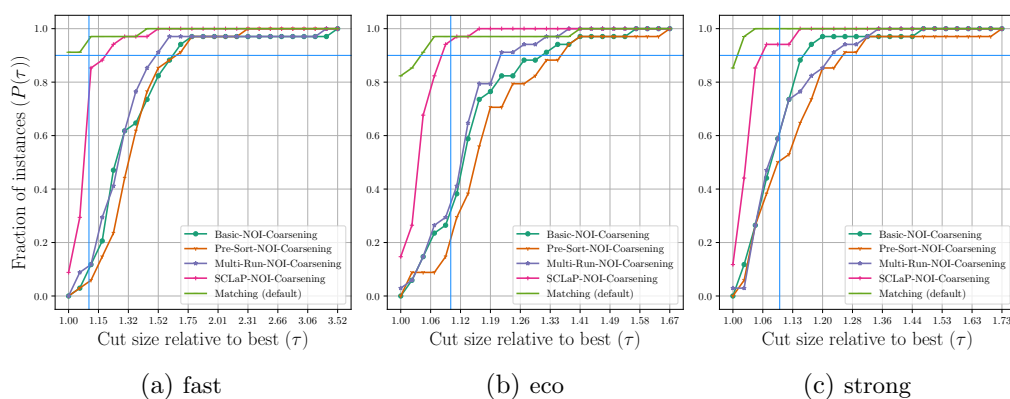 Fraction of instances (P(τ))
1.0
0.8
0.6
0.4
0.2
0.0
Basic-NOI-Coarsening
Pre-Sort-NOI-Coarsening
Multi-Run-NOI-Coarsening
SCLaP-NOI-Coarsening
Matching (default)
1.00 1.15 1.32 1.52 1.75 2.01 2.31 2.66 3.06 3.52
Cut size relative to best (τ)
(a) fast
1.0
0.8
0.6
0.4
0.2
0.0
Basic-NOI-Coarsening
Pre-Sort-NOI-Coarsening
Multi-Run-NOI-Coarsening
SCLaP-NOI-Coarsening
Matching (default)
1.00 1.06 1.12 1.19 1.26 1.33 1.41 1.49 1.58 1.67
Cut size relative to best (τ)
(b) eco
1.0
0.8
0.6
0.4
0.2
0.0
Basic-NOI-Coarsening
Pre-Sort-NOI-Coarsening
Multi-Run-NOI-Coarsening
SCLaP-NOI-Coarsening
Matching (default)
1.00 1.06 1.13 1.20 1.28 1.36 1.44 1.53 1.63 1.73
Cut size relative to best (τ)
(c) strong